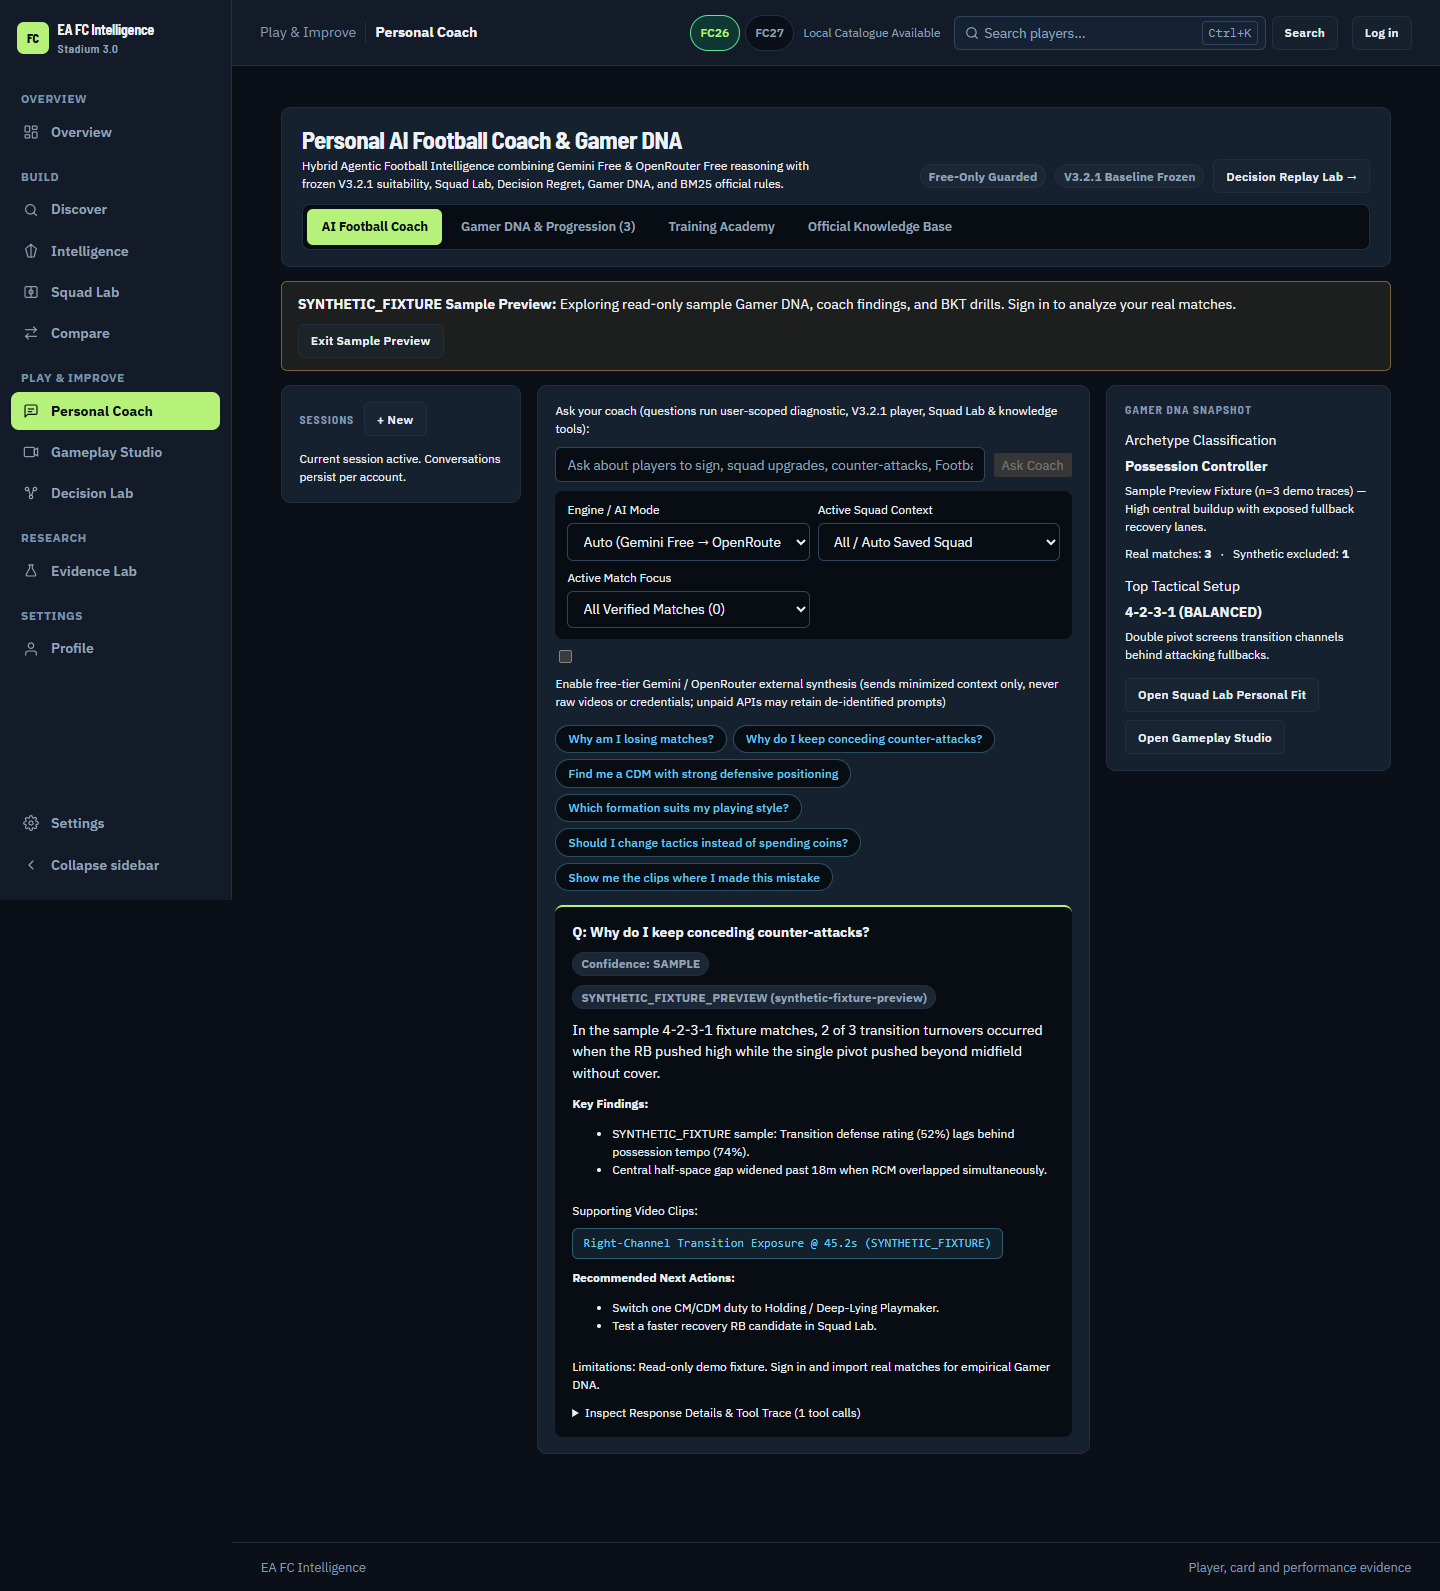 FC
EA FC Intelligence
Stadium 3.0
OVERVIEW
Overview
BUILD
Discover
Intelligence
Squad Lab
Compare
PLAY & IMPROVE
Personal Coach
Gameplay Studio
Decision Lab
RESEARCH
Evidence Lab
SETTINGS
Profile
Settings
Collapse sidebar
Play & Improve
Personal Coach
FC26
FC27
Local Catalogue Available
Search players...
Ctrl+K
Search
Log in
Personal AI Football Coach & Gamer DNA
Hybrid Agentic Football Intelligence combining Gemini Free & OpenRouter Free reasoning with
frozen V3.2.1 suitability, Squad Lab, Decision Regret, Gamer DNA, and BM25 official rules.
Free-Only Guarded
V3.2.1 Baseline Frozen
Decision Replay Lab →
AI Football Coach
Gamer DNA & Progression (3)
Training Academy
Official Knowledge Base
SYNTHETIC_FIXTURE Sample Preview: Exploring read-only sample Gamer DNA, coach findings, and BKT drills. Sign in to analyze your real matches.
Exit Sample Preview
SESSIONS
+ New
Current session active. Conversations
persist per account.
Ask your coach (questions run user-scoped diagnostic, V3.2.1 player, Squad Lab & knowledge
tools):
Ask about players to sign, squad upgrades, counter-attacks, Footba
Ask Coach
Engine / AI Mode
Auto (Gemini Free → OpenRoute
Active Squad Context
All / Auto Saved Squad
Active Match Focus
All Verified Matches (0)
Enable free-tier Gemini / OpenRouter external synthesis (sends minimized context only, never
raw videos or credentials; unpaid APIs may retain de-identified prompts)
Why am I losing matches?
Why do I keep conceding counter-attacks?
Find me a CDM with strong defensive positioning
Which formation suits my playing style?
Should I change tactics instead of spending coins?
Show me the clips where I made this mistake
Q: Why do I keep conceding counter-attacks?
Confidence: SAMPLE
SYNTHETIC_FIXTURE_PREVIEW (synthetic-fixture-preview)
In the sample 4-2-3-1 fixture matches, 2 of 3 transition turnovers occurred
when the RB pushed high while the single pivot pushed beyond midfield
without cover.
Key Findings:
• SYNTHETIC_FIXTURE sample: Transition defense rating (52%) lags behind
possession tempo (74%).
• Central half-space gap widened past 18m when RCM overlapped simultaneously.
Supporting Video Clips:
Right-Channel Transition Exposure @ 45.2s (SYNTHETIC_FIXTURE)
Recommended Next Actions:
• Switch one CM/CDM duty to Holding / Deep-Lying Playmaker.
• Test a faster recovery RB candidate in Squad Lab.
Limitations: Read-only demo fixture. Sign in and import real matches for empirical Gamer
DNA.
▶ Inspect Response Details & Tool Trace (1 tool calls)
GAMER DNA SNAPSHOT
Archetype Classification
Possession Controller
Sample Preview Fixture (n=3 demo traces) —
High central buildup with exposed fullback
recovery lanes.
Real matches: 3 · Synthetic excluded: 1
Top Tactical Setup
4-2-3-1 (BALANCED)
Double pivot screens transition channels
behind attacking fullbacks.
Open Squad Lab Personal Fit
Open Gameplay Studio
EA FC Intelligence
Player, card and performance evidence